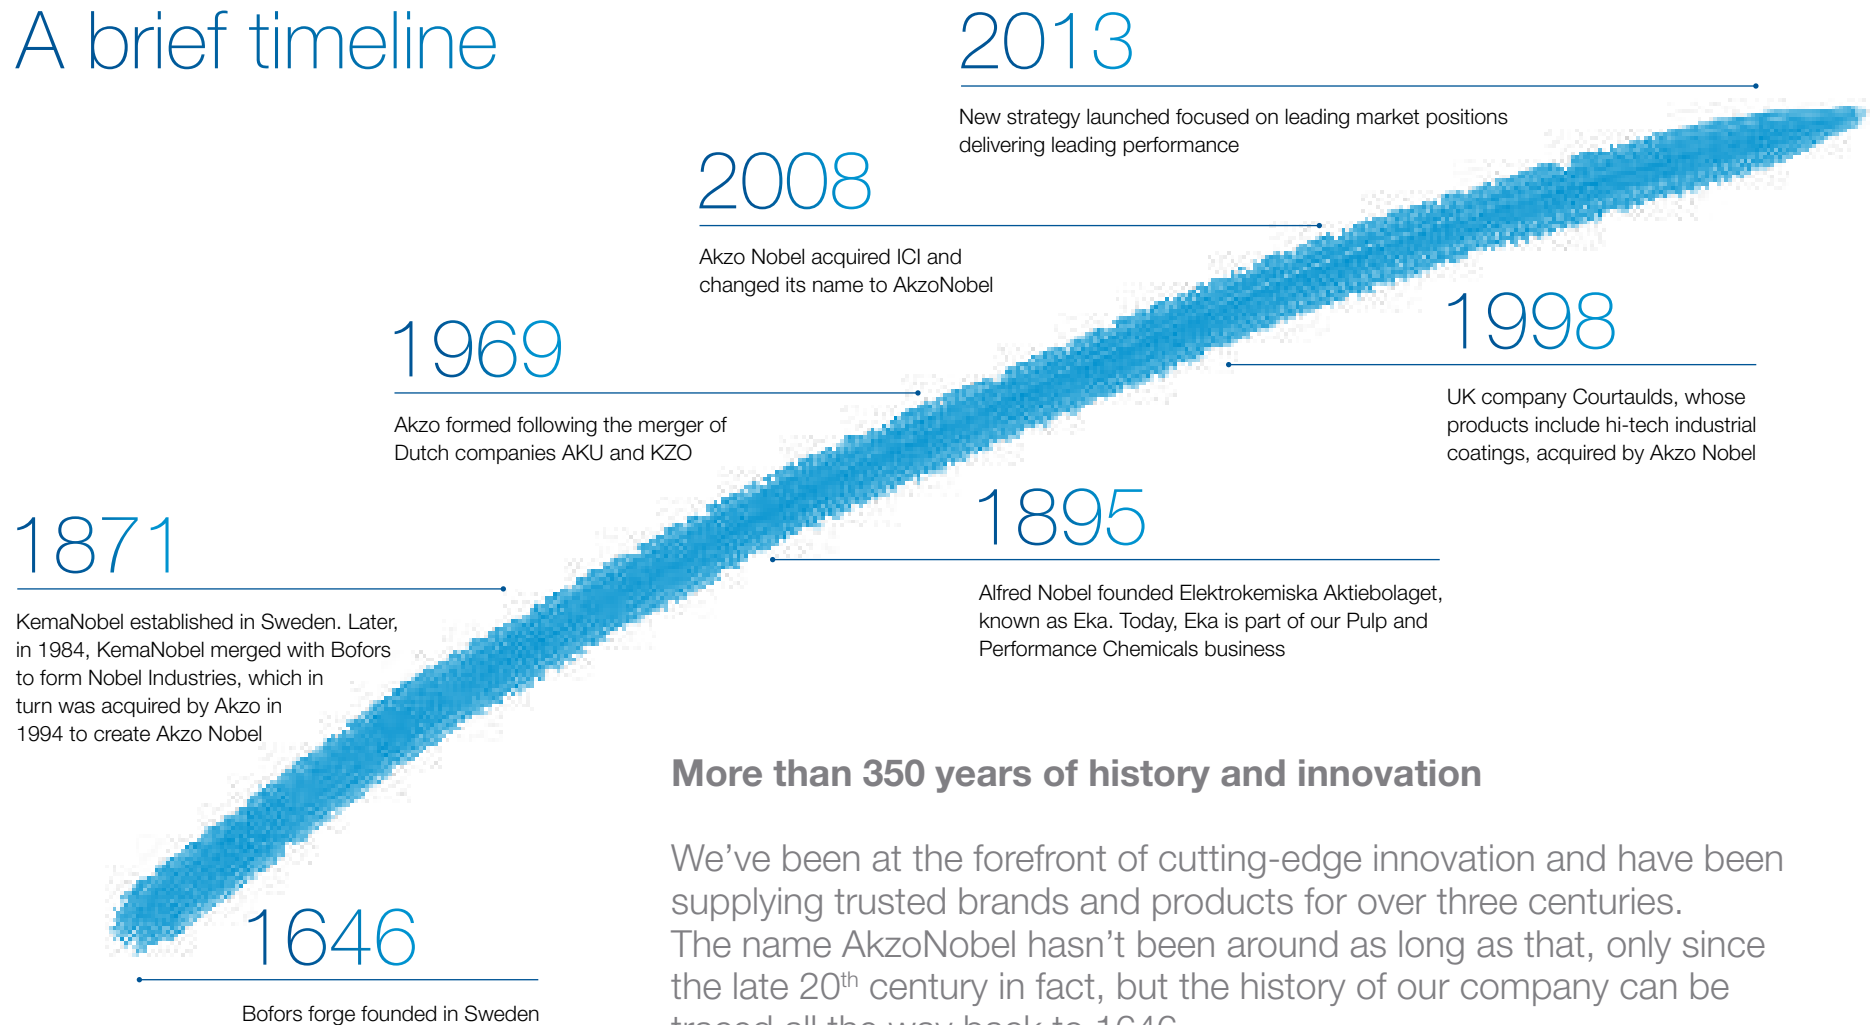 A brief timeline
2013
New strategy launched focused on leading market positions
delivering leading performance
2008
Akzo Nobel acquired ICI and
changed its name to AkzoNobel
1998
UK company Courtaulds, whose
products include hi-tech industrial
coatings, acquired by Akzo Nobel
1969
Akzo formed following the merger of
Dutch companies AKU and KZO
1895
Alfred Nobel founded Elektrokemiska Aktiebolaget,
known as Eka. Today, Eka is part of our Pulp and
Performance Chemicals business
1871
KemaNobel established in Sweden. Later,
in 1984, KemaNobel merged with Bofors
to form Nobel Industries, which in
turn was acquired by Akzo in
1994 to create Akzo Nobel
1646
Bofors forge founded in Sweden
More than 350 years of history and innovation
We’ve been at the forefront of cutting-edge innovation and have been
supplying trusted brands and products for over three centuries.
The name AkzoNobel hasn’t been around as long as that, only since
the late 20th century in fact, but the history of our company can be
traced all the way back to 1646